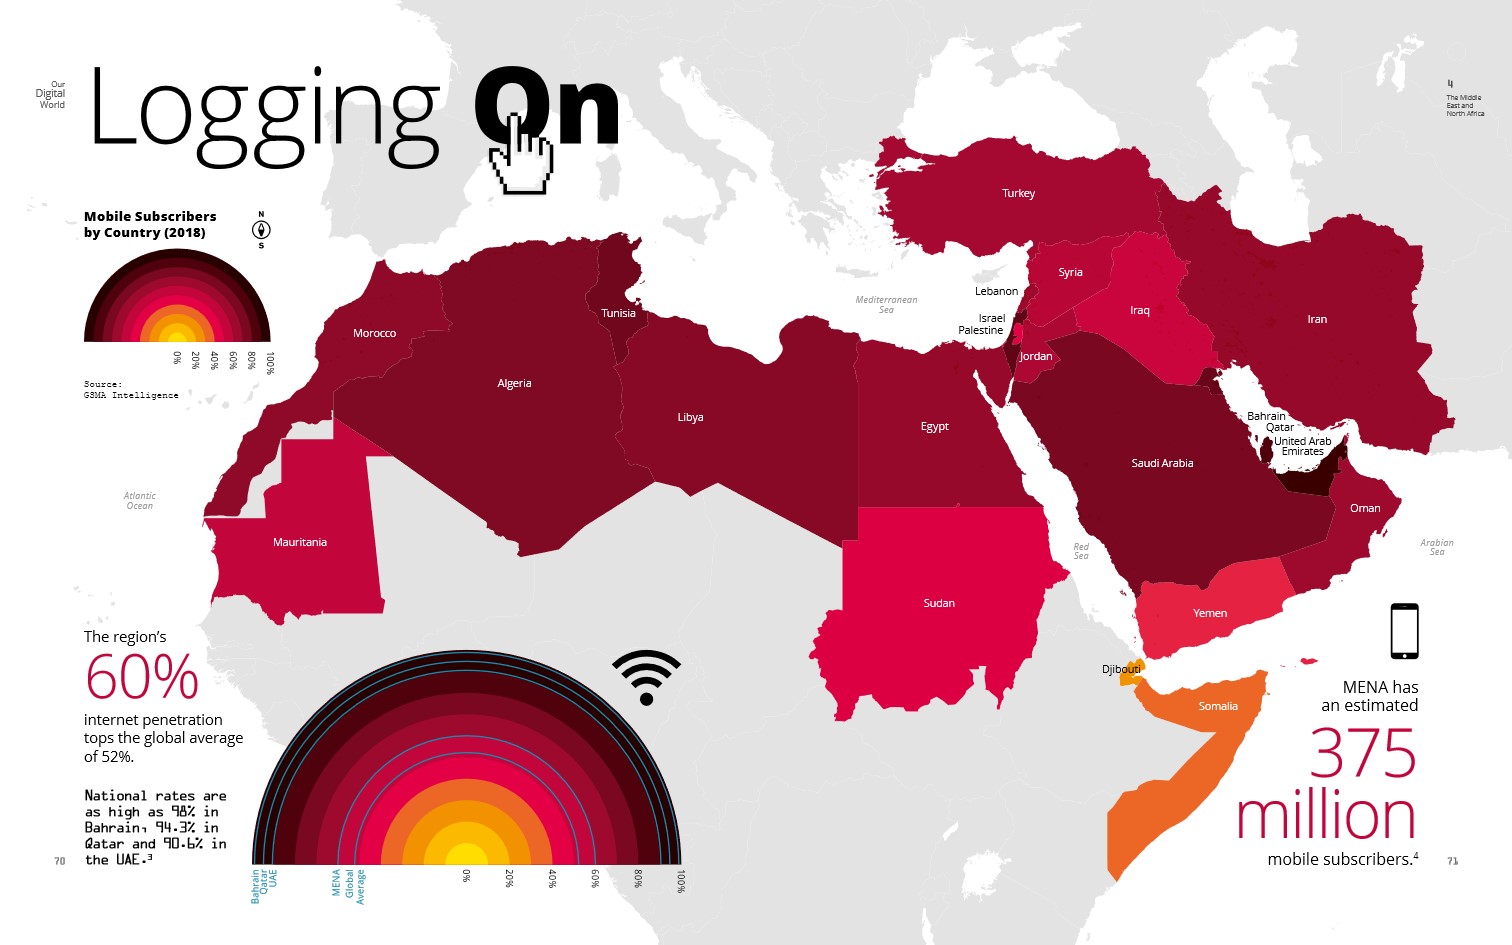 Our
Digital
World
Logging On
4
The Middle
East and
North Africa
Mobile Subscribers
by Country (2018)
N
S
0%
20%
40%
60%
80%
100%
Source:
GSMA Intelligence
Turkey
Syria
Lebanon
Iraq
Iran
Israel
Palestine
Jordan
Mediterranean
Sea
Tunisia
Morocco
Algeria
Libya
Egypt
Saudi Arabia
Bahrain
Qatar
United Arab
Emirates
Oman
Atlantic
Ocean
Mauritania
Red
Sea
Arabian
Sea
Sudan
Yemen
Djibouti
Somalia
The region's
60%
internet penetration
tops the global average
of 52%.
National rates are
as high as 98% in
Bahrain, 94.3% in
Qatar and 90.6% in
the UAE.3
70
Bahrain
Qatar
UAE
MENA
Global
Average
0%
20%
40%
60%
80%
100%
MENA has
an estimated
375
million
mobile subscribers.4
71